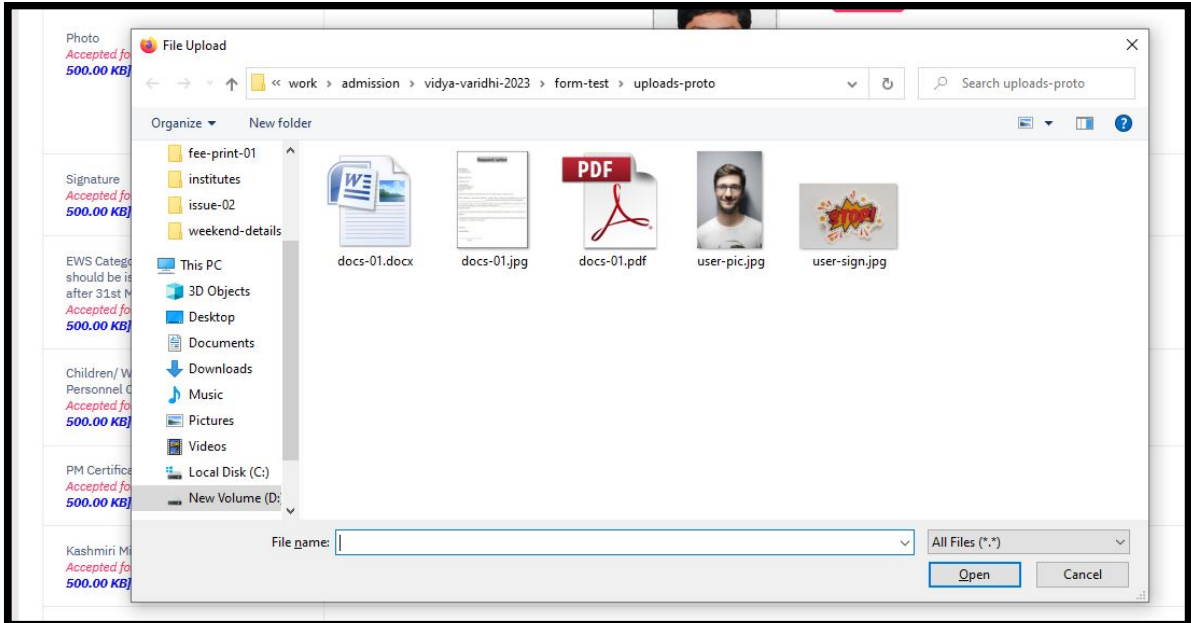 File Upload
« work › admission › vidya-varidhi-2023 › form-test › uploads-proto
Search uploads-proto
Organize
New folder
fee-print-01
institutes
issue-02
weekend-details
This PC
3D Objects
Desktop
Documents
Downloads
Music
Pictures
Videos
Local Disk (C:)
New Volume (D:
W
Request Letter
PDF
STOP!
docs-01.docx
docs-01.jpg
docs-01.pdf
user-pic.jpg
user-sign.jpg
File name:
All Files (*.*)
Open
Cancel
Photo
Accepted fo
500.00 KB]
Signature
Accepted fo
500.00 KB]
EWS Catego
should be is
after 31st M
Accepted fo
500.00 KB]
Children/ W
Personnel C
Accepted fo
500.00 KB]
PM Certifica
Accepted fo
500.00 KB]
Kashmiri Mi
Accepted fo
500.00 KB]